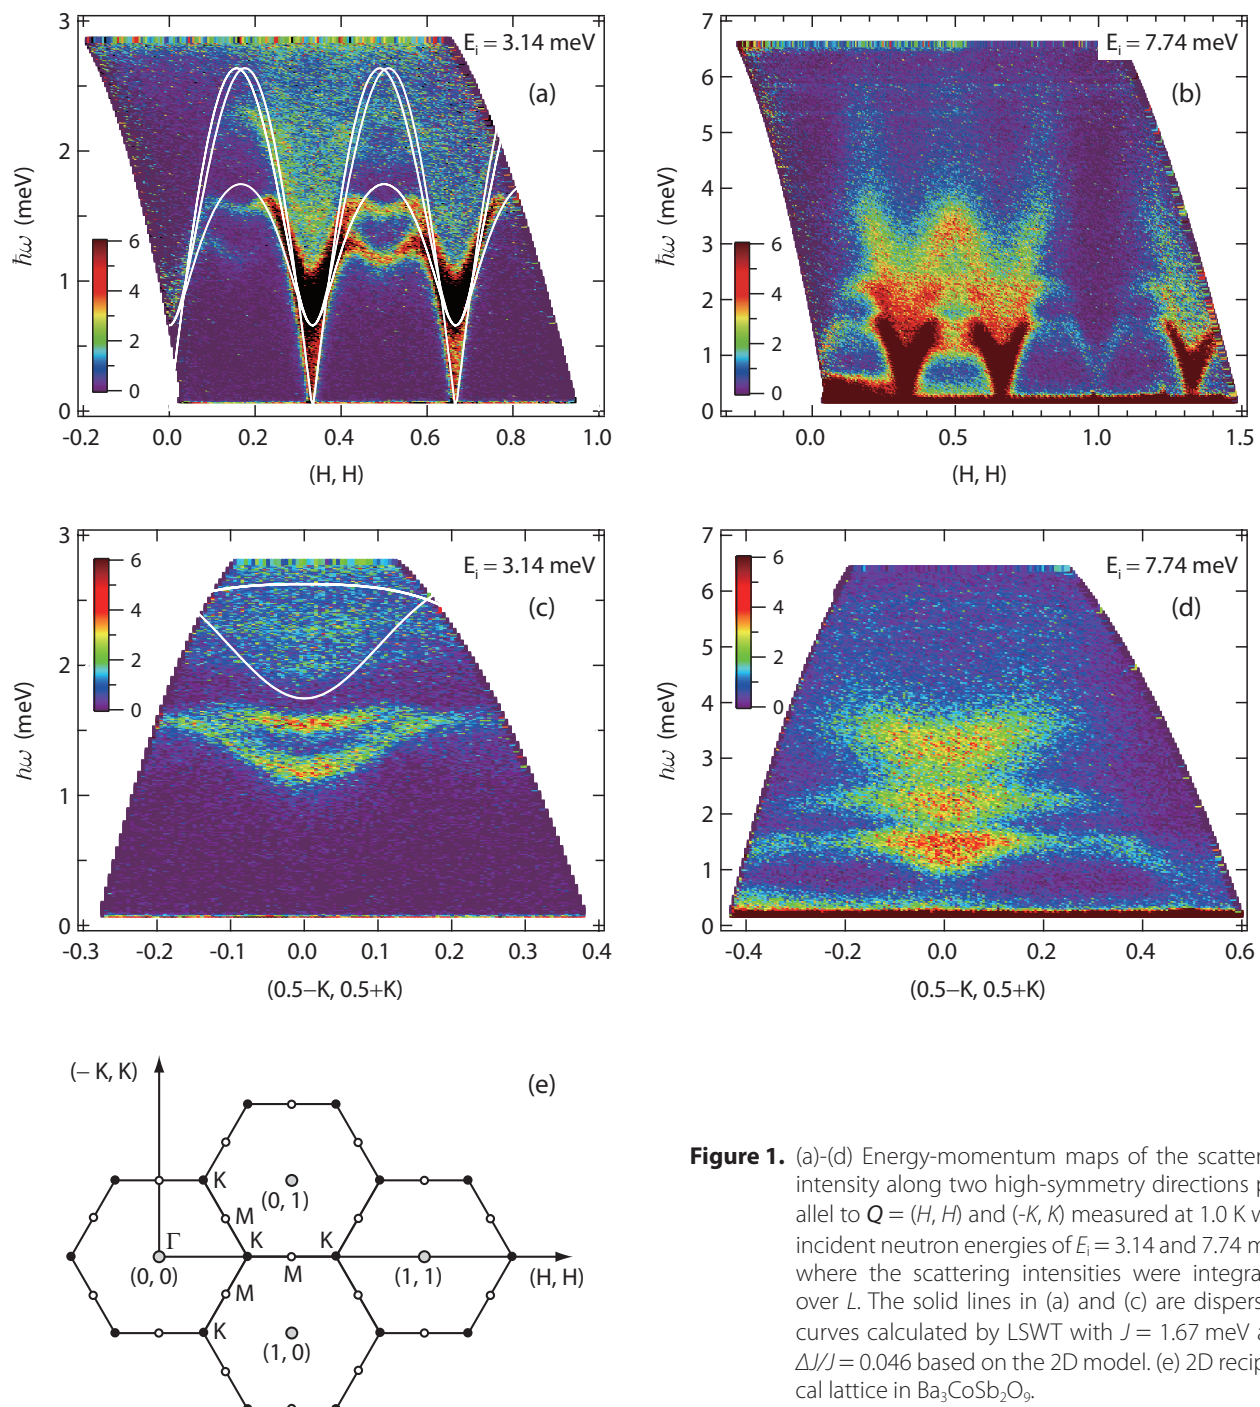 3
2
1
0
ħω (meV)
E_i = 3.14 meV
(a)
6
4
2
0
-0.2
0.0
0.2
0.4
0.6
0.8
1.0
(H, H)
7
6
5
4
3
2
1
0
ħω (meV)
E_i = 7.74 meV
(b)
6
4
2
0
0.0
0.5
1.0
1.5
(H, H)
3
2
1
0
ħω (meV)
E_i = 3.14 meV
(c)
6
4
2
0
-0.3
-0.2
-0.1
0.0
0.1
0.2
0.3
0.4
(0.5−K, 0.5+K)
7
6
5
4
3
2
1
0
ħω (meV)
E_i = 7.74 meV
(d)
6
4
2
0
-0.4
-0.2
0.0
0.2
0.4
0.6
(0.5−K, 0.5+K)
(− K, K)
(e)
K
(0, 1)
M
Γ
K
K
(0, 0)
M
(1, 1)
(H, H)
M
K
(1, 0)
Figure 1. (a)-(d) Energy-momentum maps of the
intensity along two high-symmetry directions
allel to Q = (H, H) and (-K, K) measured at 1.0 K
incident neutron energies of E_i = 3.14 and 7.74
where the scattering intensities were
over L. The solid lines in (a) and (c) are
curves calculated by LSWT with J = 1.67 meV
ΔJ/J = 0.046 based on the 2D model. (e) 2D
cal lattice in Ba₃CoSb₂O₉.